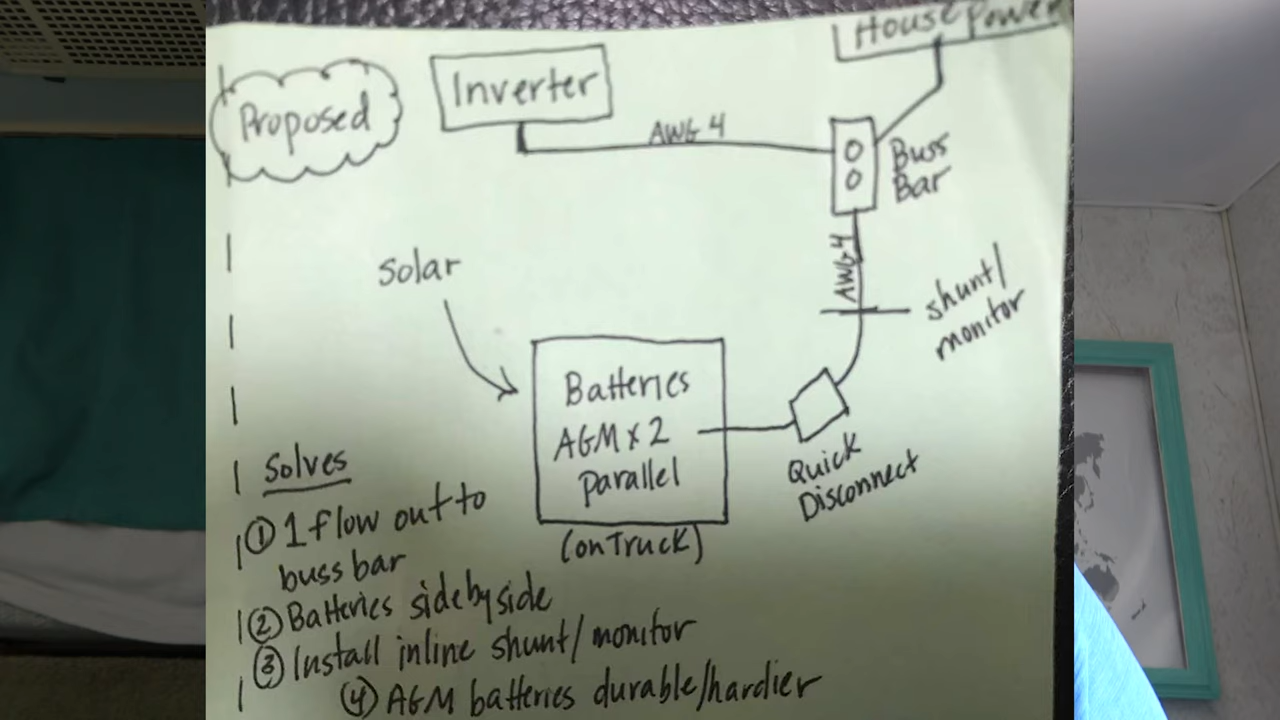 House Power
Proposed
Inverter
AWG 4
Buss
Bar
AWG 4
Solar
shunt/
monitor
Batteries
AGM x 2
Parallel
(on Truck)
Quick
Disconnect
Solves
① 1 flow out to
buss bar
② Batteries side by side
③ Install inline shunt/monitor
④ AGM batteries durable/hardier